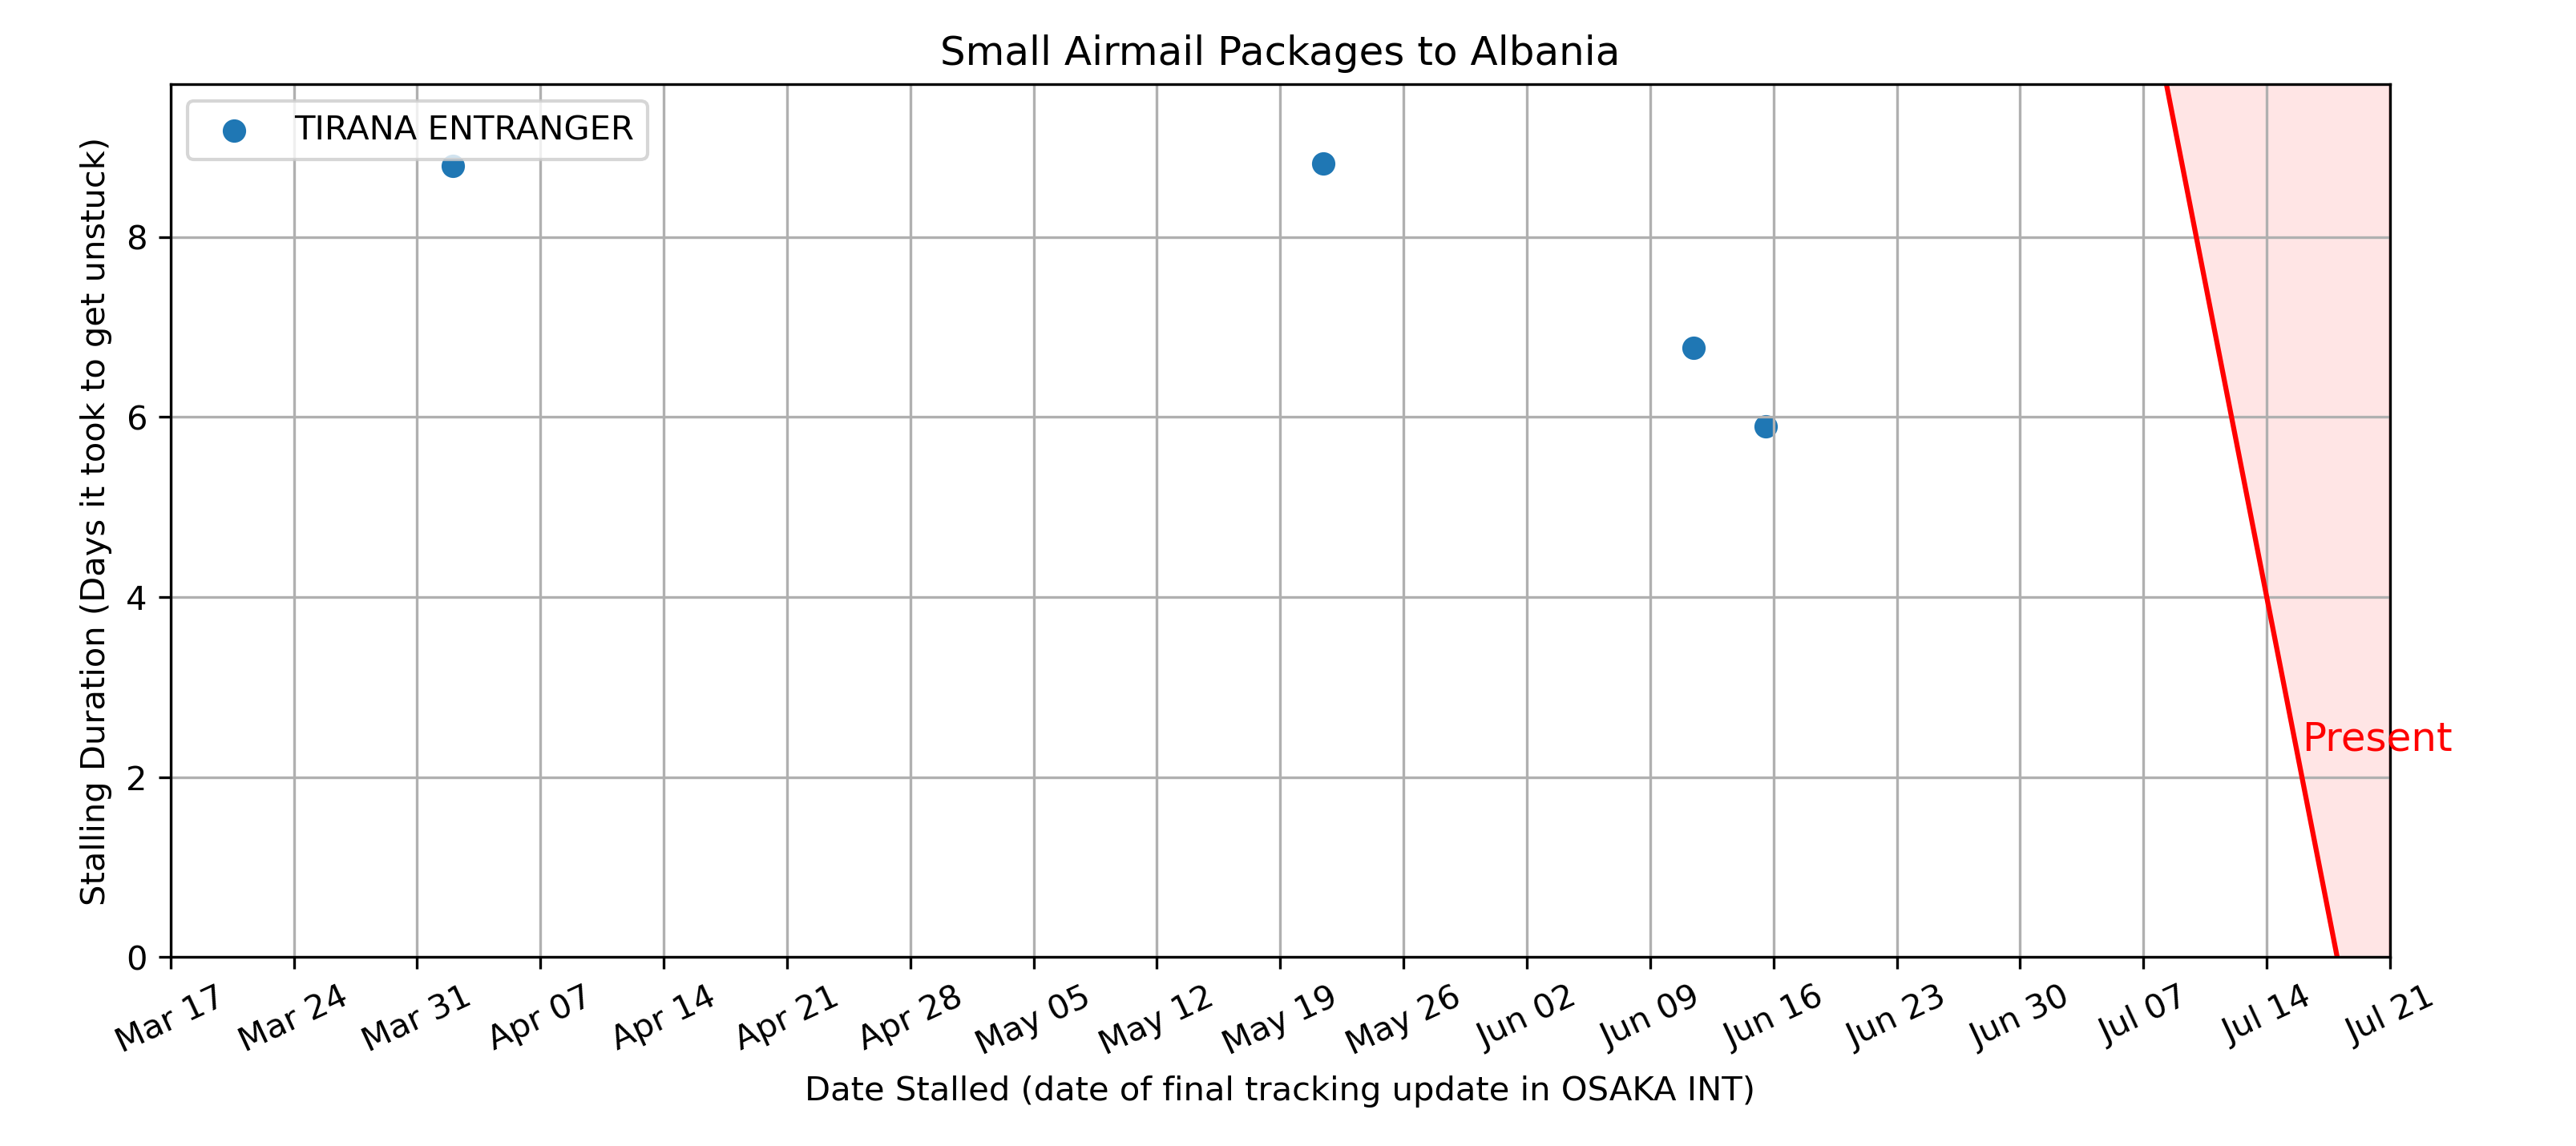 Small Airmail Packages to Albania
TIRANA ENTRANGER
Stalling Duration (Days it took to get unstuck)
8
6
4
2
0
Present
Mar 17
Mar 24
Mar 31
Apr 07
Apr 14
Apr 21
Apr 28
May 05
May 12
May 19
May 26
Jun 02
Jun 09
Jun 16
Jun 23
Jun 30
Jul 07
Jul 14
Jul 21
Date Stalled (date of final tracking update in OSAKA INT)